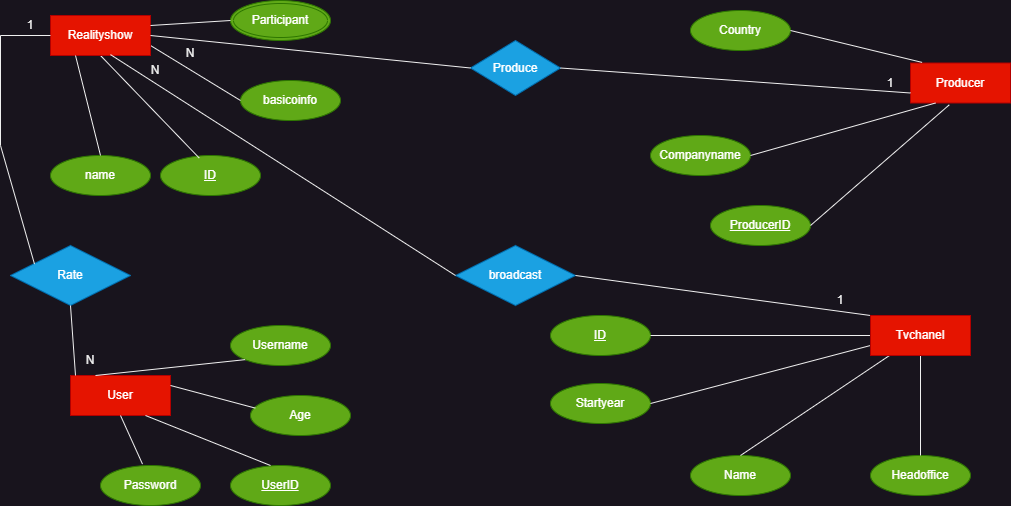 Participant
1
Realityshow
Country
N
Produce
N
1
Producer
basicoinfo
Companyname
name
ID
ProducerID
Rate
broadcast
1
ID
Tvchanel
Username
N
User
Startyear
Age
Password
UserID
Name
Headoffice